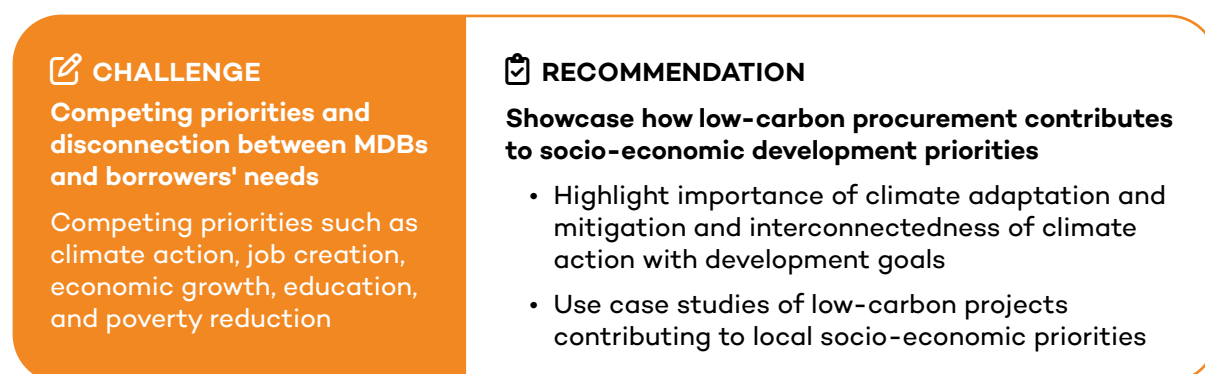 CHALLENGE
Competing priorities and
disconnection between MDBs
and borrowers' needs
Competing priorities such as
climate action, job creation,
economic growth, education,
and poverty reduction
RECOMMENDATION
Showcase how low-carbon procurement contributes
to socio-economic development priorities
• Highlight importance of climate adaptation and
mitigation and interconnectedness of climate
action with development goals
• Use case studies of low-carbon projects
contributing to local socio-economic priorities